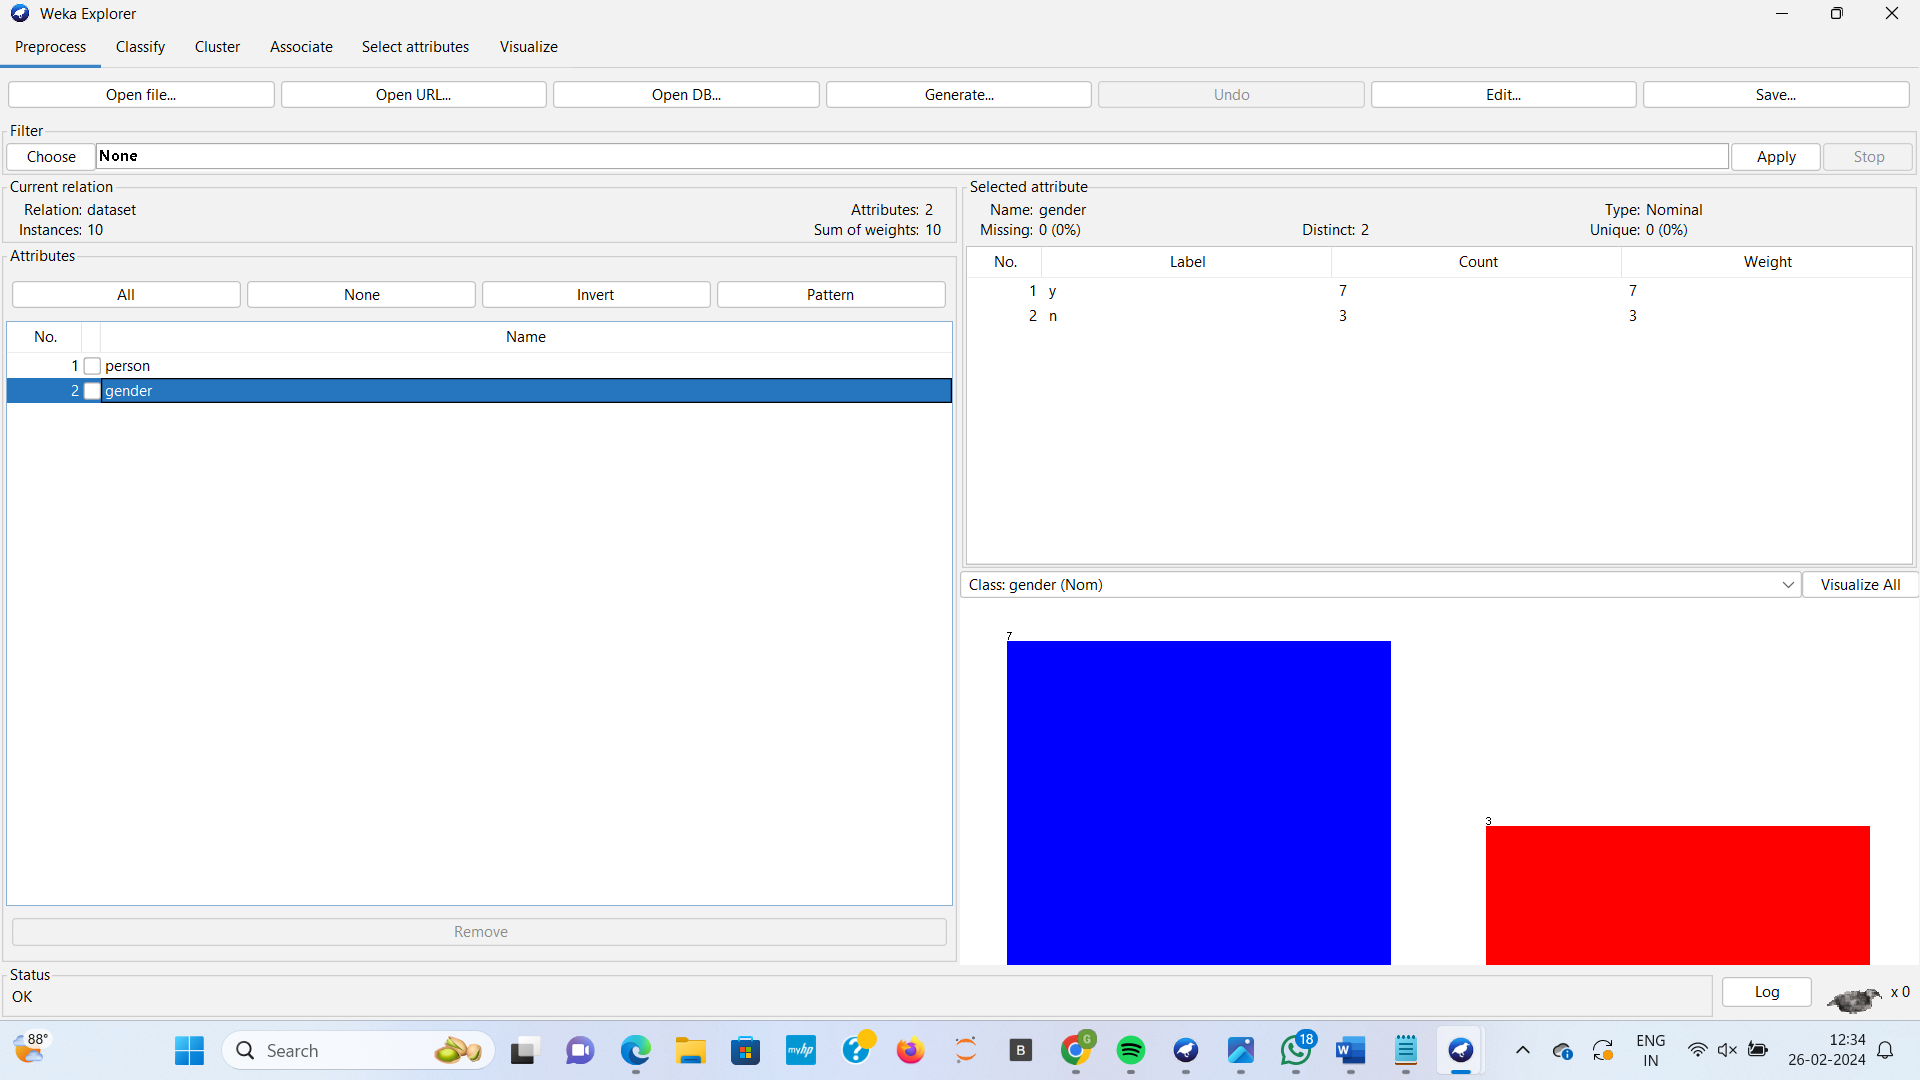 Weka Explorer
Preprocess Classify Cluster Associate Select attributes Visualize
Open file... Open URL... Open DB... Generate... Undo Edit... Save...
Filter
Choose None Apply Stop
Current relation
Relation: dataset Attributes: 2
Instances: 10 Sum of weights: 10
Attributes
All None Invert Pattern
No. Name
1 person
2 gender
Remove
Selected attribute
Name: gender Type: Nominal
Missing: 0 (0%) Distinct: 2 Unique: 0 (0%)
No. Label Count Weight
1 y 7 7
2 n 3 3
Class: gender (Nom) Visualize All
7
3
Status
OK
Log x 0
88° Search myhp B G 18 W ENG 12:34
IN 26-02-2024